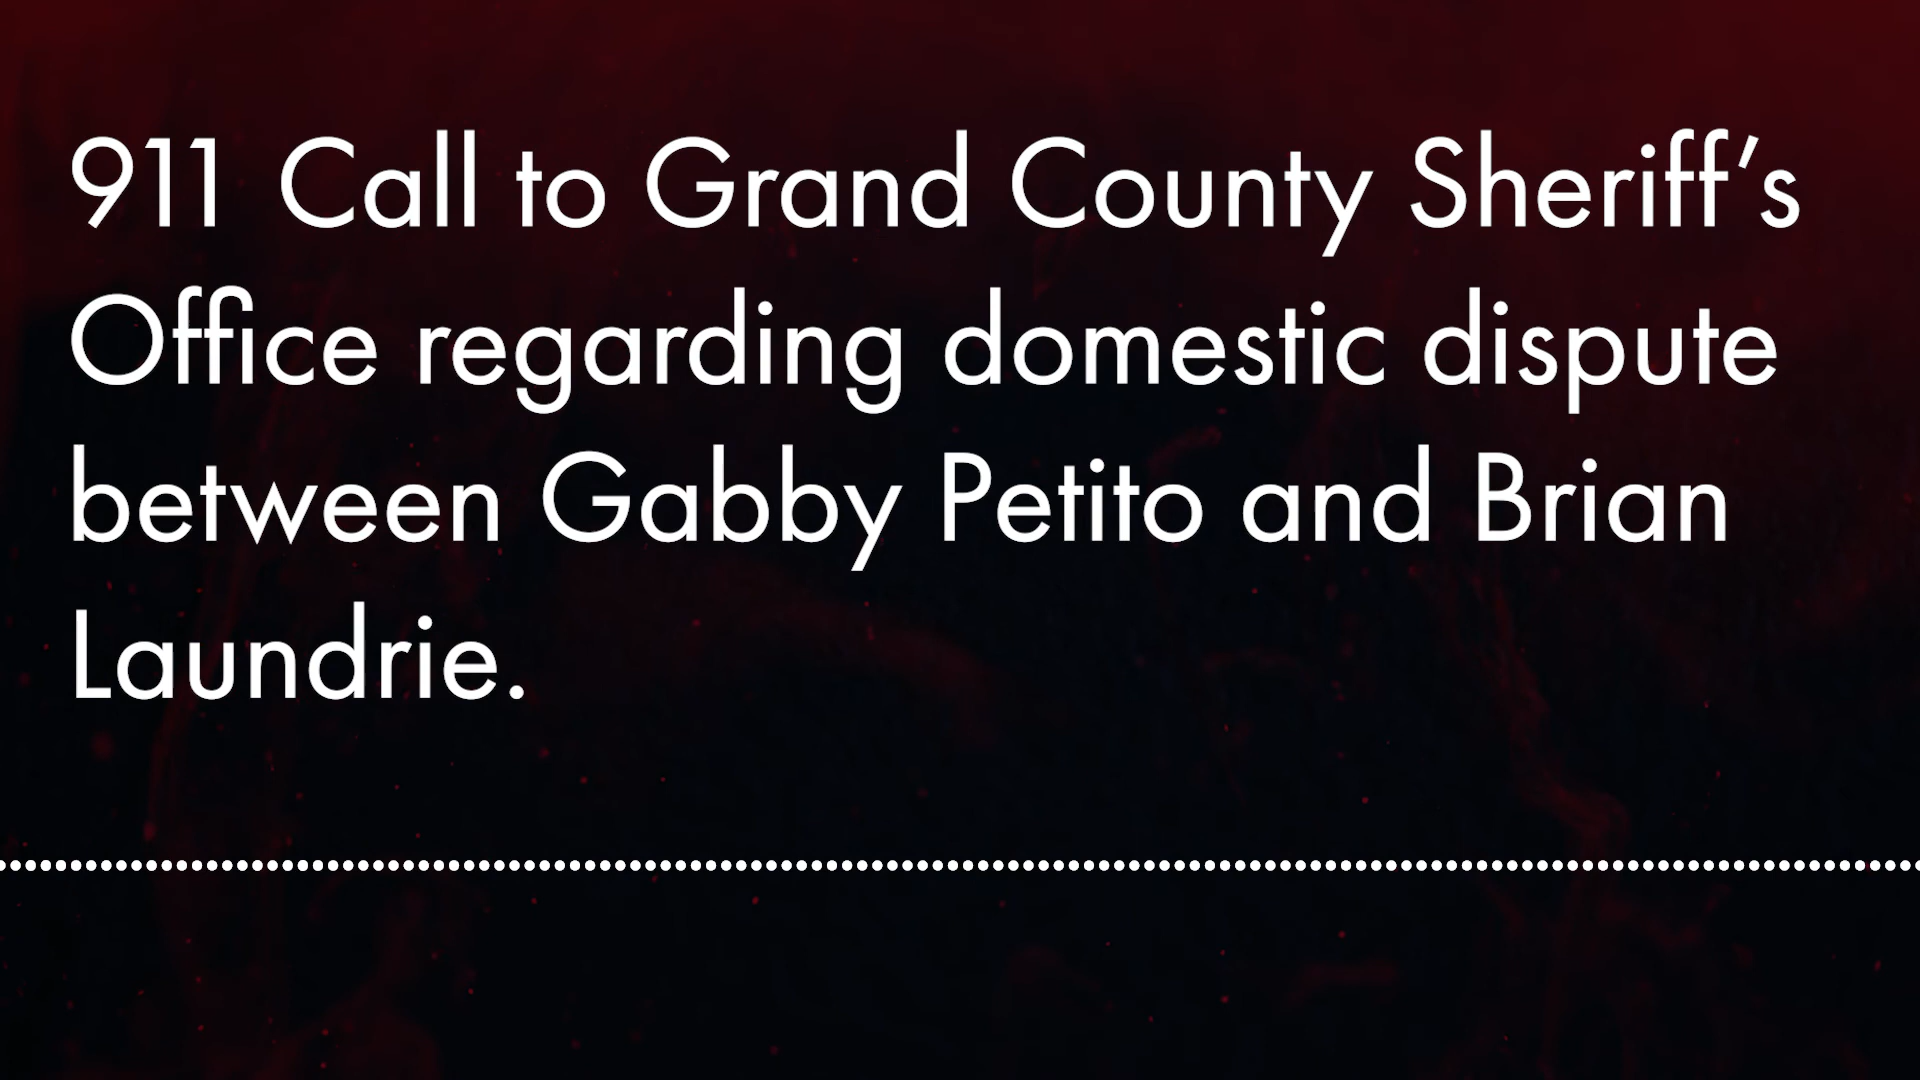 911 Call to Grand County Sheriff’s
Office regarding domestic dispute
between Gabby Petito and Brian
Laundrie.